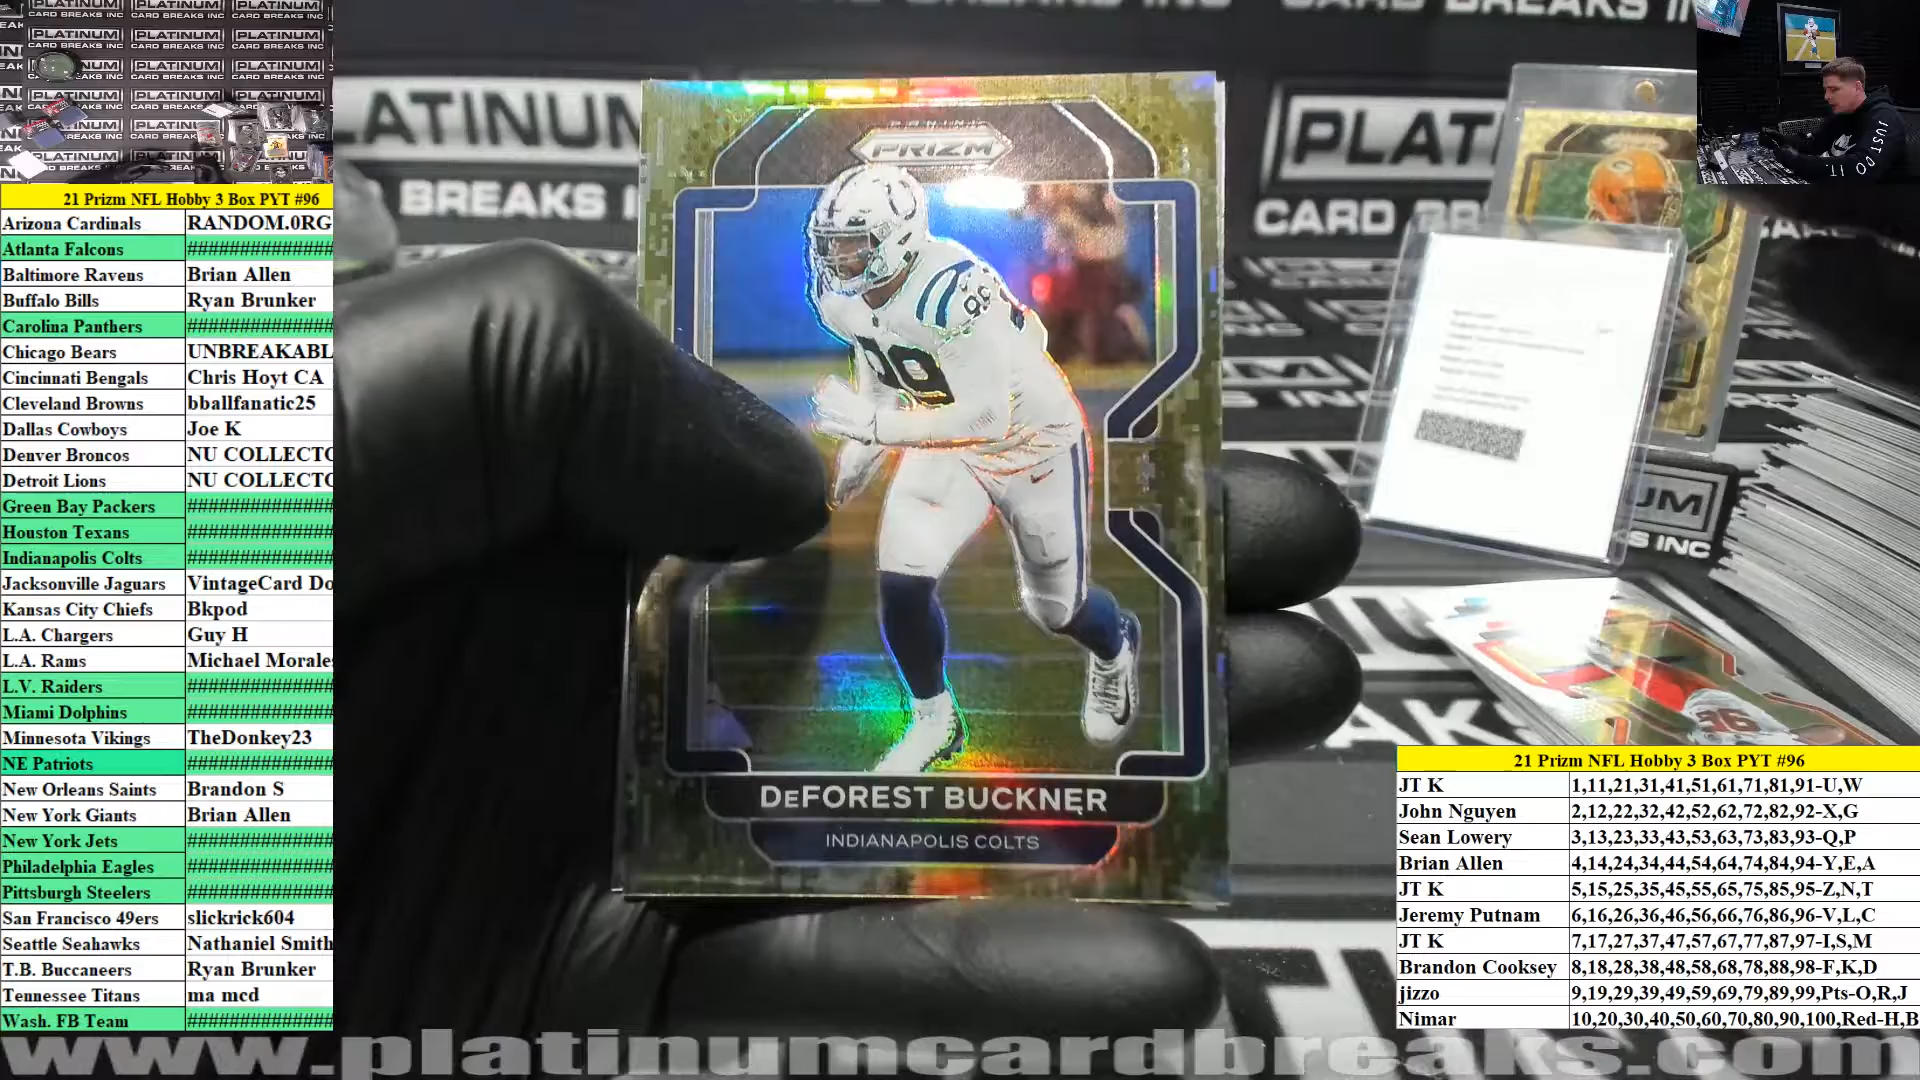 21 Prizm NFL Hobby 3 Box PYT #96
Arizona Cardinals RANDOM.0RG
Atlanta Falcons ################
Baltimore Ravens Brian Allen
Buffalo Bills Ryan Brunker
Carolina Panthers ################
Chicago Bears UNBREAKABL
Cincinnati Bengals Chris Hoyt CA
Cleveland Browns bballfanatic25
Dallas Cowboys Joe K
Denver Broncos NU COLLECTO
Detroit Lions NU COLLECTO
Green Bay Packers ################
Houston Texans ################
Indianapolis Colts ################
Jacksonville Jaguars VintageCard Do
Kansas City Chiefs Bkpod
L.A. Chargers Guy H
L.A. Rams Michael Morales
L.V. Raiders ################
Miami Dolphins ################
Minnesota Vikings TheDonkey23
NE Patriots ################
New Orleans Saints Brandon S
New York Giants Brian Allen
New York Jets ################
Philadelphia Eagles ################
Pittsburgh Steelers ################
San Francisco 49ers slickrick604
Seattle Seahawks Nathaniel Smith
T.B. Buccaneers Ryan Brunker
Tennessee Titans ma mcd
Wash. FB Team ################
PANINI
PRIZM
99
99
DeFOREST BUCKNER
INDIANAPOLIS COLTS
PLATINUM
CARD BREAKS INC
JUST DO IT.
21 Prizm NFL Hobby 3 Box PYT #96
JT K 1,11,21,31,41,51,61,71,81,91-U,W
John Nguyen 2,12,22,32,42,52,62,72,82,92-X,G
Sean Lowery 3,13,23,33,43,53,63,73,83,93-Q,P
Brian Allen 4,14,24,34,44,54,64,74,84,94-Y,E,A
JT K 5,15,25,35,45,55,65,75,85,95-Z,N,T
Jeremy Putnam 6,16,26,36,46,56,66,76,86,96-V,L,C
JT K 7,17,27,37,47,57,67,77,87,97-I,S,M
Brandon Cooksey 8,18,28,38,48,58,68,78,88,98-F,K,D
jizzo 9,19,29,39,49,59,69,79,89,99,Pts-O,R,J
Nimar 10,20,30,40,50,60,70,80,90,100,Red-H,B
www.platinumcardbreaks.com